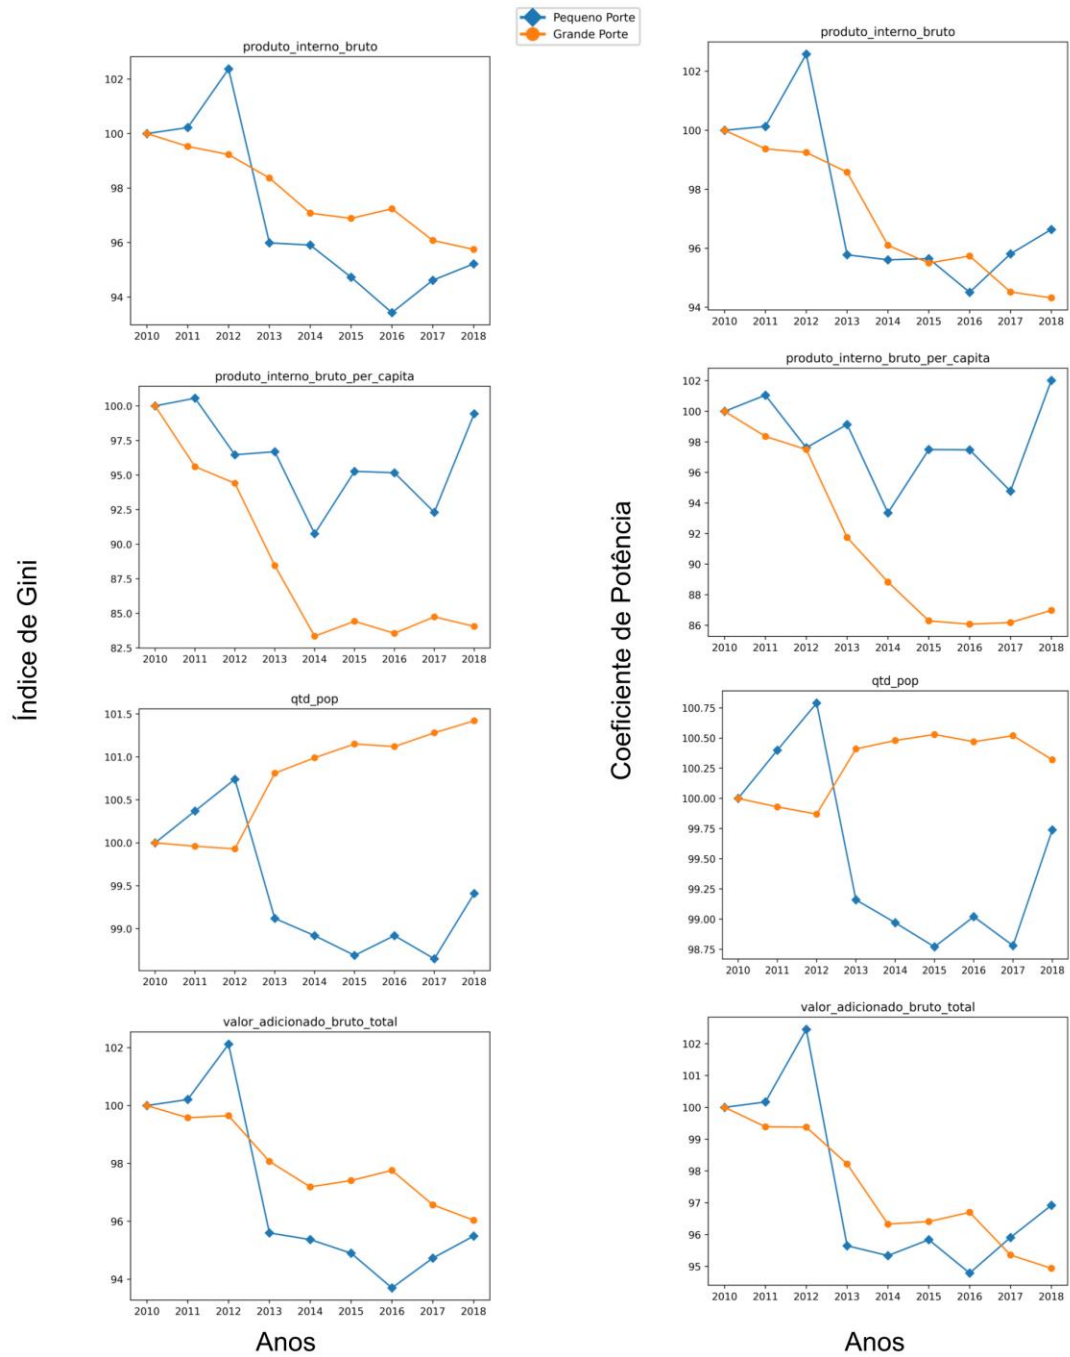 Pequeno Porte
Grande Porte
produto_interno_bruto
102
100
98
96
94
2010 2011 2012 2013 2014 2015 2016 2017 2018
produto_interno_bruto
102
100
98
96
94
2010 2011 2012 2013 2014 2015 2016 2017 2018
produto_interno_bruto_per_capita
100.0
97.5
95.0
92.5
90.0
87.5
85.0
82.5
2010 2011 2012 2013 2014 2015 2016 2017 2018
produto_interno_bruto_per_capita
102
100
98
96
94
92
90
88
86
2010 2011 2012 2013 2014 2015 2016 2017 2018
Índice de Gini
Coeficiente de Potência
qtd_pop
101.5
101.0
100.5
100.0
99.5
99.0
2010 2011 2012 2013 2014 2015 2016 2017 2018
qtd_pop
100.75
100.50
100.25
100.00
99.75
99.50
99.25
99.00
98.75
2010 2011 2012 2013 2014 2015 2016 2017 2018
valor_adicionado_bruto_total
102
100
98
96
94
2010 2011 2012 2013 2014 2015 2016 2017 2018
Anos
valor_adicionado_bruto_total
102
101
100
99
98
97
96
95
2010 2011 2012 2013 2014 2015 2016 2017 2018
Anos